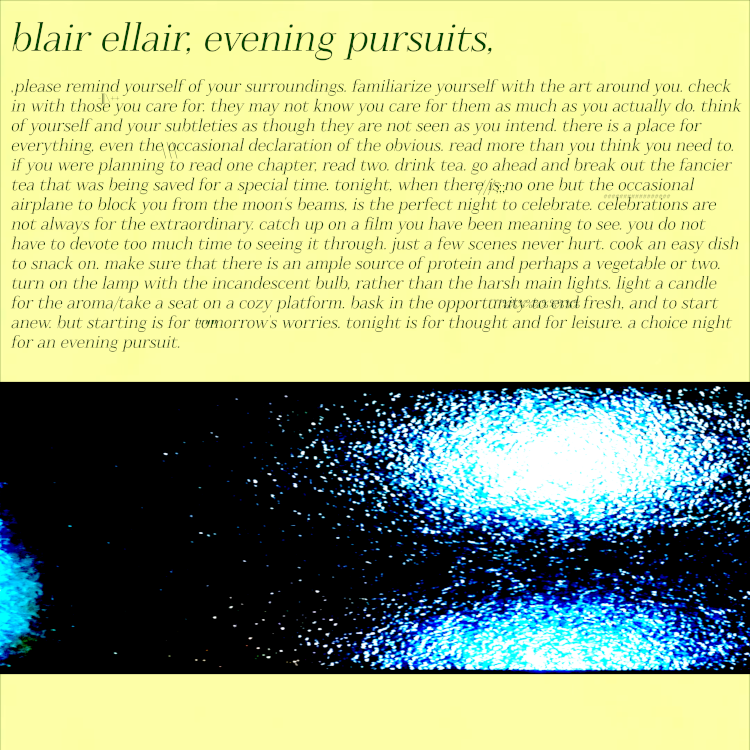 blair ellair, evening pursuits,
,please remind yourself of your surroundings. familiarize yourself with the art around you. check
in with those you care for. they may not know you care for them as much as you actually do. think
of yourself and your subtleties as though they are not seen as you intend. there is a place for
everything, even the occasional declaration of the obvious. read more than you think you need to.
if you were planning to read one chapter, read two. drink tea. go ahead and break out the fancier
tea that was being saved for a special time. tonight, when there is no one but the occasional
airplane to block you from the moon's beams, is the perfect night to celebrate. celebrations are
not always for the extraordinary. catch up on a film you have been meaning to see. you do not
have to devote too much time to seeing it through. just a few scenes never hurt. cook an easy dish
to snack on. make sure that there is an ample source of protein and perhaps a vegetable or two.
turn on the lamp with the incandescent bulb, rather than the harsh main lights. light a candle
for the aroma/take a seat on a cozy platform. bask in the opportunity to end fresh, and to start
anew. but starting is for tomorrow's worries. tonight is for thought and for leisure. a choice night
for an evening pursuit.